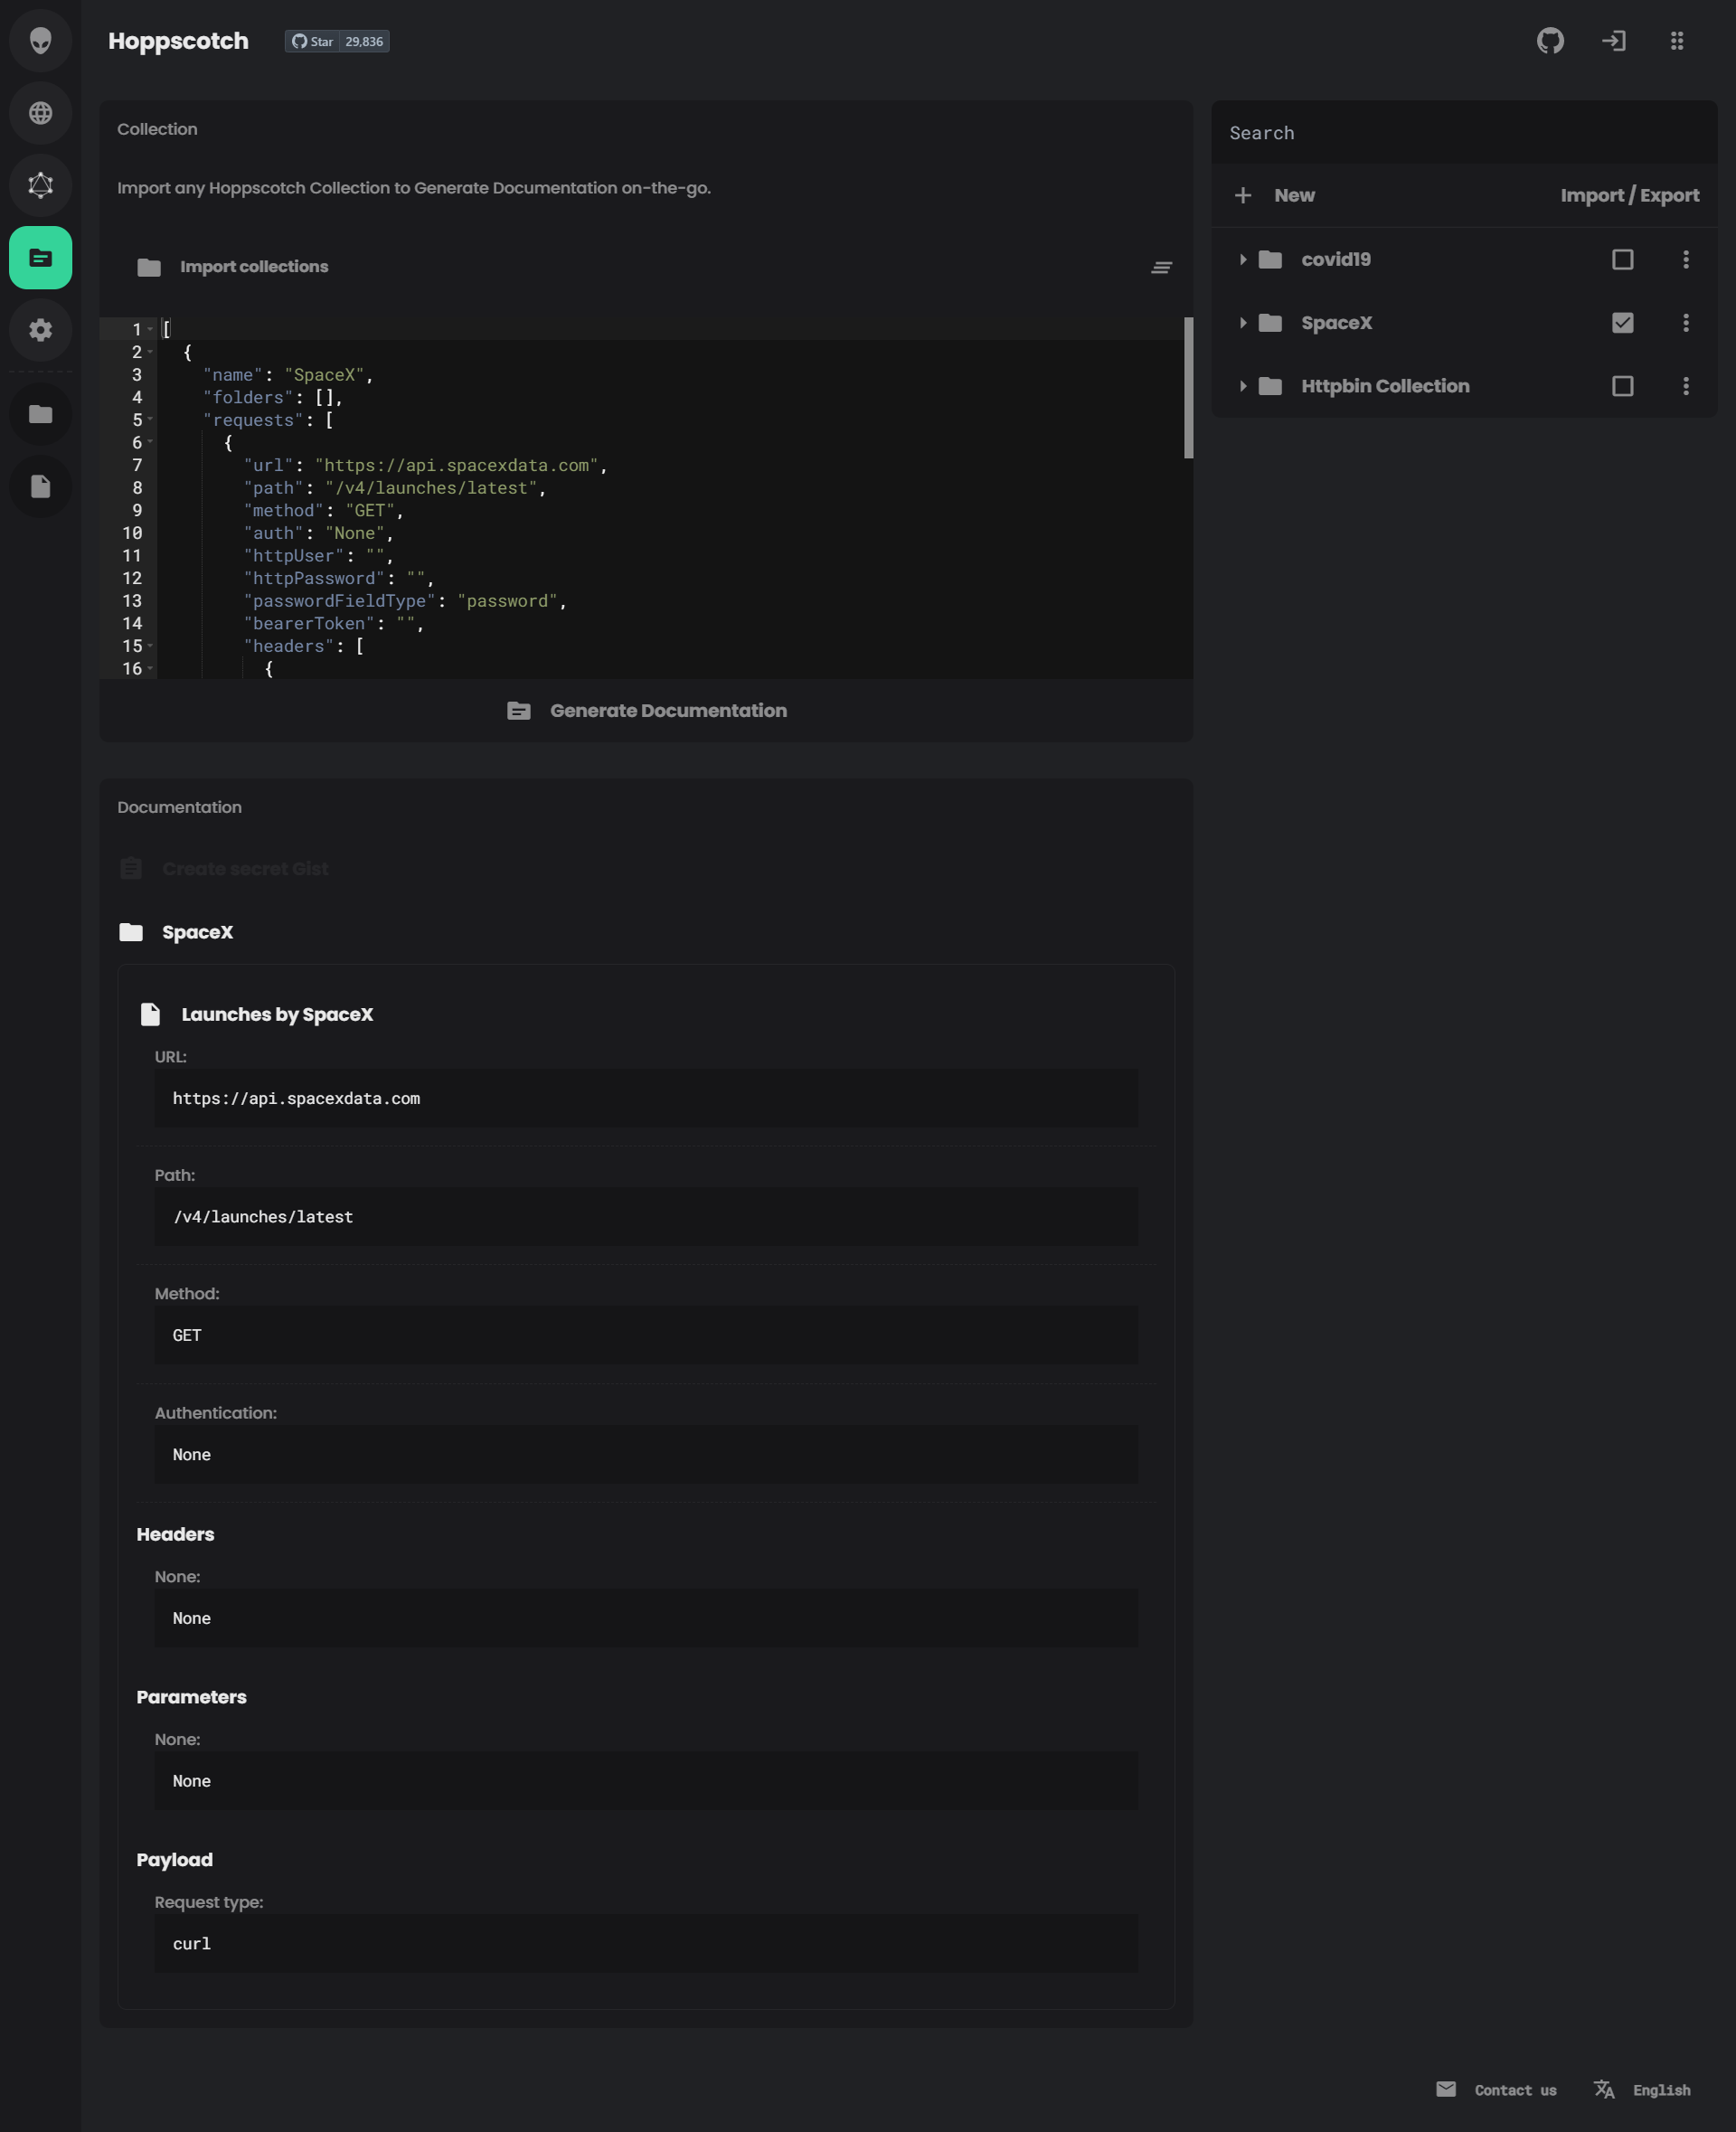 Hoppscotch
Star 29,836
Collection
Import any Hoppscotch Collection to Generate Documentation on-the-go.
Import collections
1 [
2 {
3 "name": "SpaceX",
4 "folders": [],
5 "requests": [
6 {
7 "url": "https://api.spacexdata.com",
8 "path": "/v4/launches/latest",
9 "method": "GET",
10 "auth": "None",
11 "httpUser": "",
12 "httpPassword": "",
13 "passwordFieldType": "password",
14 "bearerToken": "",
15 "headers": [
16 {
Generate Documentation
Search
New
Import / Export
covid19
SpaceX
Httpbin Collection
Documentation
Create secret Gist
SpaceX
Launches by SpaceX
URL:
https://api.spacexdata.com
Path:
/v4/launches/latest
Method:
GET
Authentication:
None
Headers
None:
None
Parameters
None:
None
Payload
Request type:
curl
Contact us
English